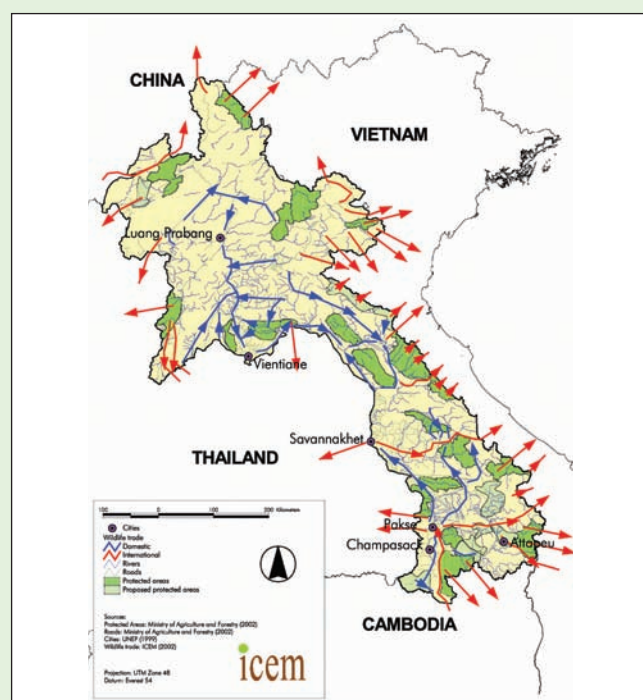 CHINA
VIETNAM
Luang Prabang
Vientiane
THAILAND
Savannakhet
Pakse
Champasack
Attapeu
CAMBODIA
100 0 100 200 Kilometers
Cities
Wildlife trade
Domestic
International
Rivers
Roads
Protected areas
Proposed protected areas
Sources:
Protected Areas: Ministry of Agriculture and Forestry (2002)
Roads: Ministry of Agriculture and Forestry (2002)
Cities: UNEP (1999)
Wildlife trade: ICEM (2002)
Projection: UTM Zone 48
Datum: Everest 54
icem